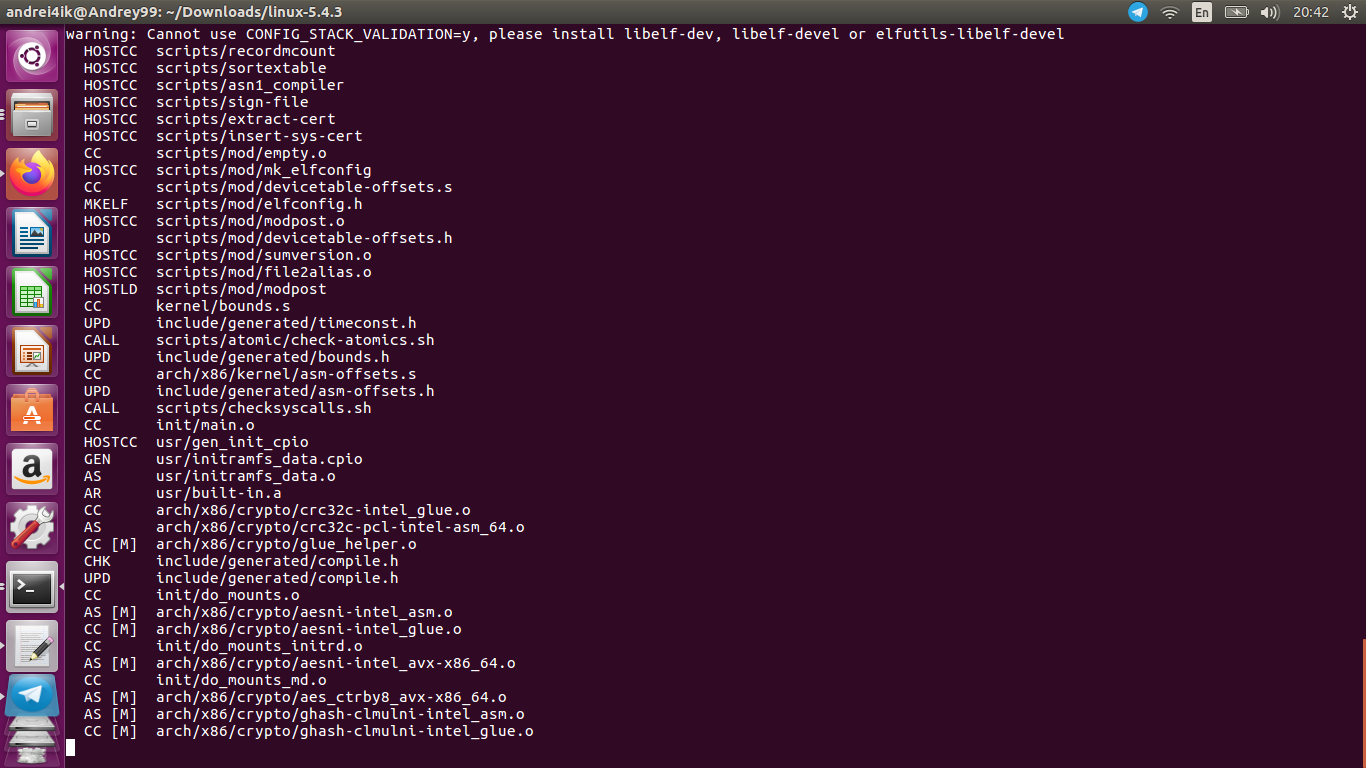 andrei4ik@Andrey99: ~/Downloads/linux-5.4.3
En
20:42
warning: Cannot use CONFIG_STACK_VALIDATION=y, please install libelf-dev, libelf-devel or elfutils-libelf-devel
HOSTCC  scripts/recordmcount
HOSTCC  scripts/sortextable
HOSTCC  scripts/asn1_compiler
HOSTCC  scripts/sign-file
HOSTCC  scripts/extract-cert
HOSTCC  scripts/insert-sys-cert
CC      scripts/mod/empty.o
HOSTCC  scripts/mod/mk_elfconfig
CC      scripts/mod/devicetable-offsets.s
MKELF   scripts/mod/elfconfig.h
HOSTCC  scripts/mod/modpost.o
UPD     scripts/mod/devicetable-offsets.h
HOSTCC  scripts/mod/sumversion.o
HOSTCC  scripts/mod/file2alias.o
HOSTLD  scripts/mod/modpost
CC      kernel/bounds.s
UPD     include/generated/timeconst.h
CALL    scripts/atomic/check-atomics.sh
UPD     include/generated/bounds.h
CC      arch/x86/kernel/asm-offsets.s
UPD     include/generated/asm-offsets.h
CALL    scripts/checksyscalls.sh
CC      init/main.o
HOSTCC  usr/gen_init_cpio
GEN     usr/initramfs_data.cpio
AS      usr/initramfs_data.o
AR      usr/built-in.a
CC      arch/x86/crypto/crc32c-intel_glue.o
AS      arch/x86/crypto/crc32c-pcl-intel-asm_64.o
CC [M]  arch/x86/crypto/glue_helper.o
CHK     include/generated/compile.h
UPD     include/generated/compile.h
CC      init/do_mounts.o
AS [M]  arch/x86/crypto/aesni-intel_asm.o
CC [M]  arch/x86/crypto/aesni-intel_glue.o
CC      init/do_mounts_initrd.o
AS [M]  arch/x86/crypto/aesni-intel_avx-x86_64.o
CC      init/do_mounts_md.o
AS [M]  arch/x86/crypto/aes_ctrby8_avx-x86_64.o
AS [M]  arch/x86/crypto/ghash-clmulni-intel_asm.o
CC [M]  arch/x86/crypto/ghash-clmulni-intel_glue.o